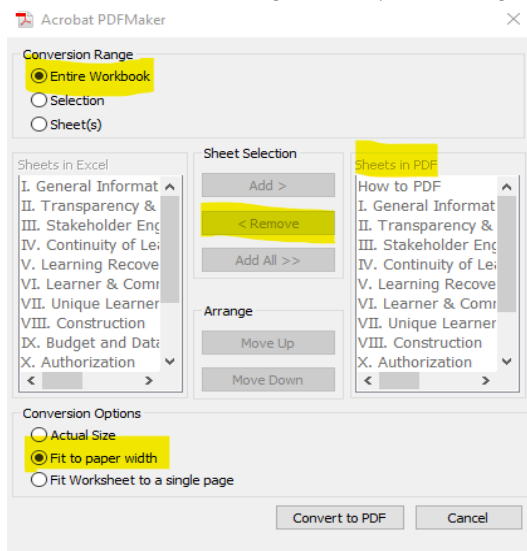 Acrobat PDFMaker
Conversion Range
Entire Workbook
Selection
Sheet(s)
Sheets in Excel
I. General Informat
II. Transparency &
III. Stakeholder Eng
IV. Continuity of Lea
V. Learning Recove
VI. Learner & Comr
VII. Unique Learner
VIII. Construction
IX. Budget and Data
X. Authorization
Sheet Selection
Add >
< Remove
Add All >>
Arrange
Move Up
Move Down
Sheets in PDF
How to PDF
I. General Informat
II. Transparency &
III. Stakeholder Eng
IV. Continuity of Lea
V. Learning Recove
VI. Learner & Comr
VII. Unique Learner
VIII. Construction
X. Authorization
Conversion Options
Actual Size
Fit to paper width
Fit Worksheet to a single page
Convert to PDF
Cancel